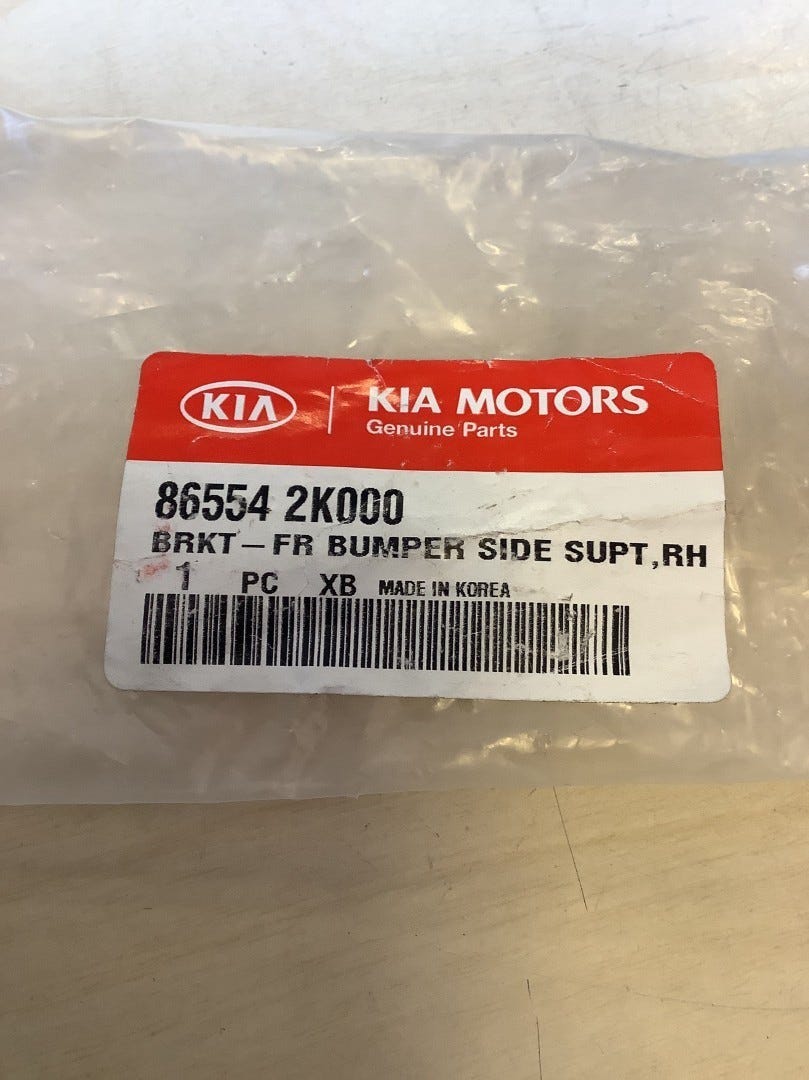 KIA
KIA MOTORS
Genuine Parts
86554 2K000
BRKT-FR BUMPER SIDE SUPT,RH
1 PC XB MADE IN KOREA